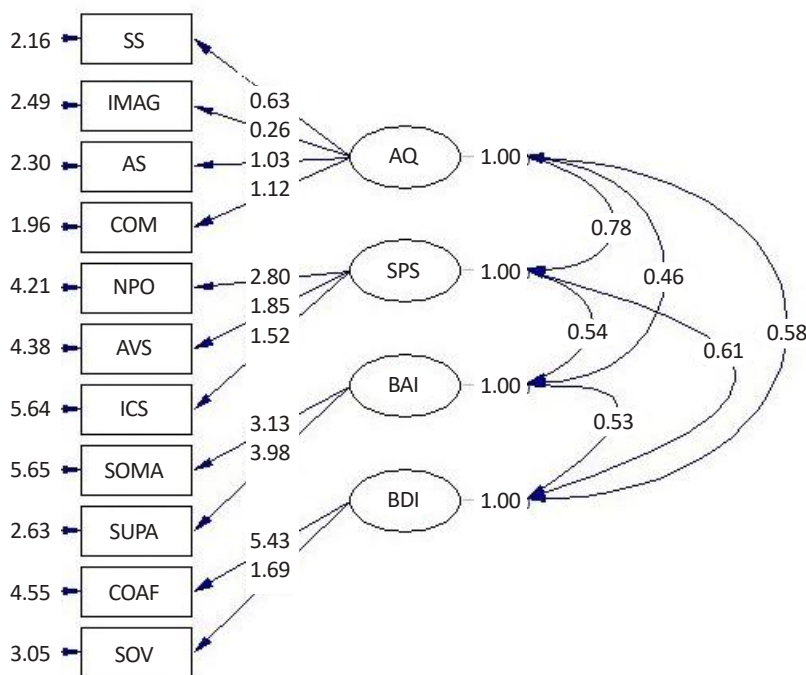 2.16 SS
0.63
2.49 IMAG
0.26
AQ 1.00
2.30 AS
1.03
1.12
1.96 COM
0.78
4.21 NPO
2.80
SPS 1.00
0.46
1.85
4.38 AVS
1.52
0.54
0.58
0.61
5.64 ICS
BAI 1.00
3.13
0.53
3.98
5.65 SOMA
BDI 1.00
2.63 SUPA
5.43
1.69
4.55 COAF
3.05 SOV